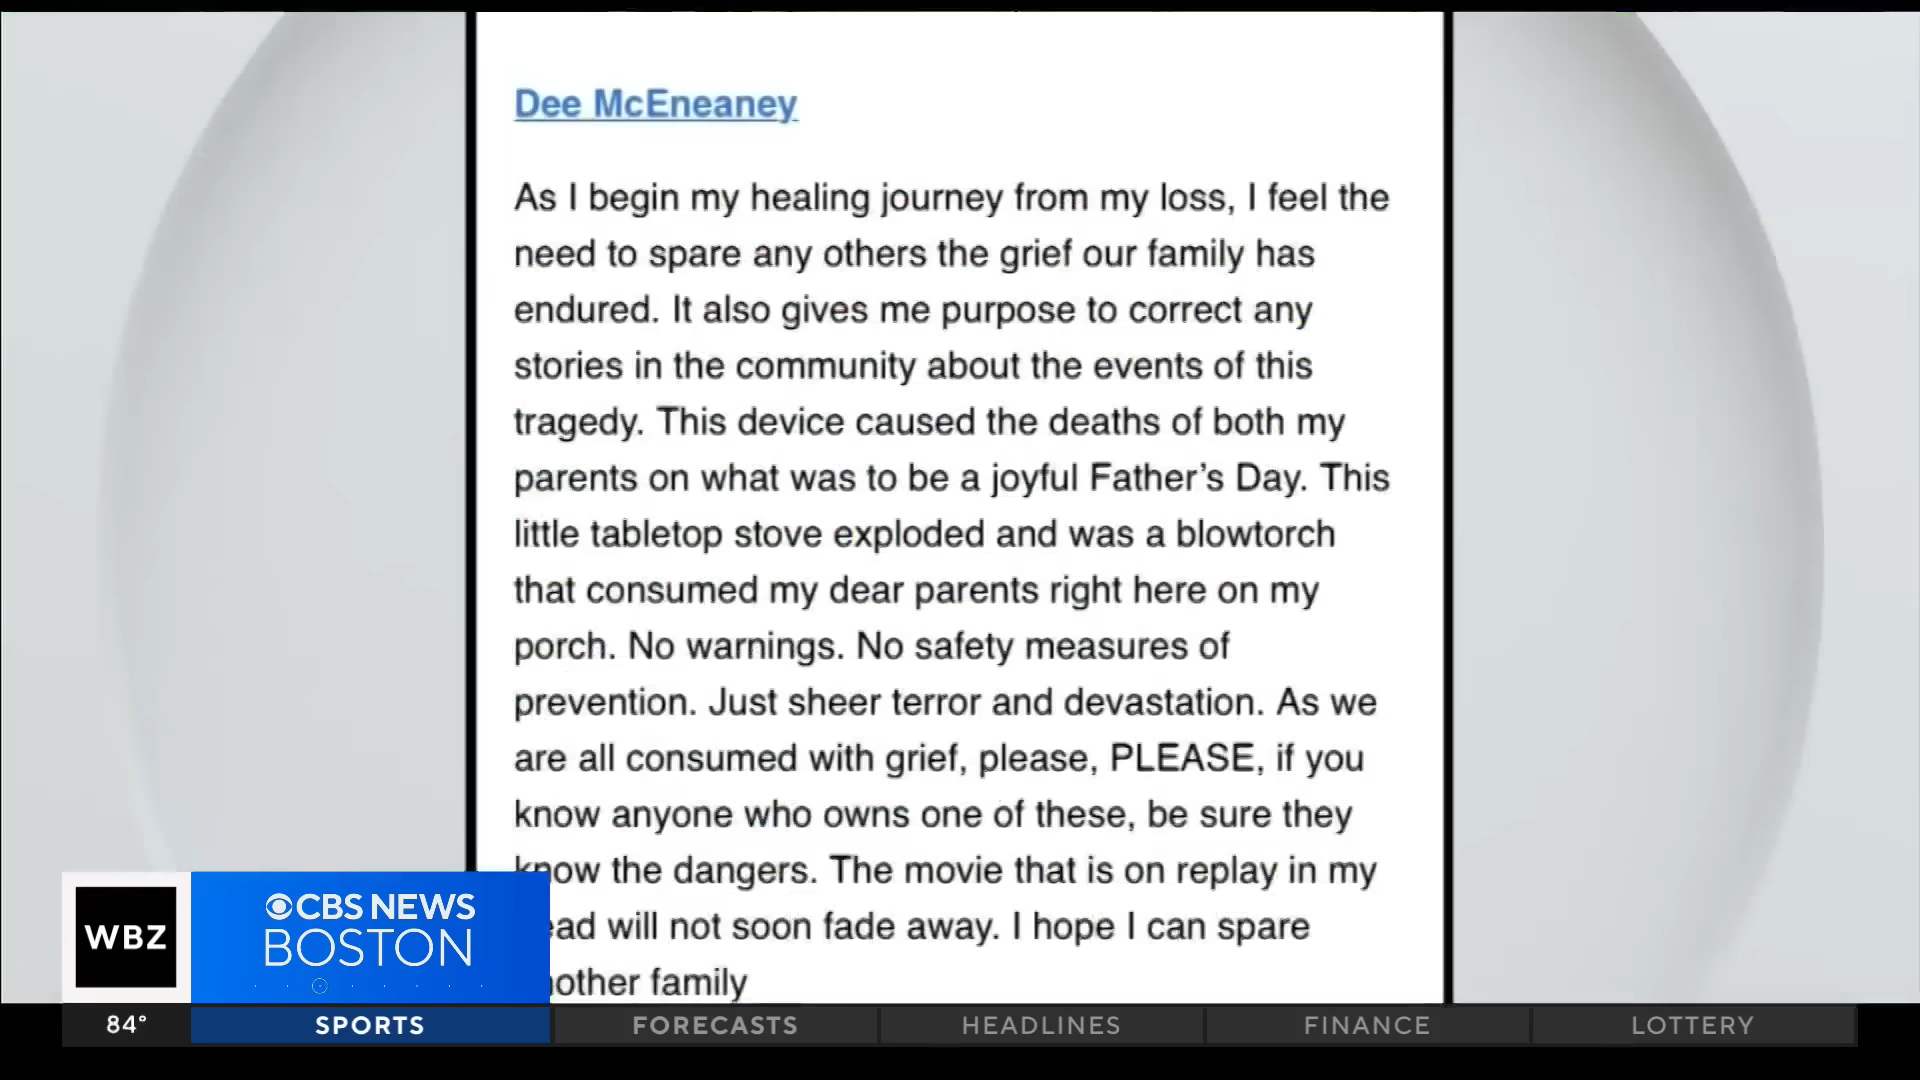 Dee McEneaney
As I begin my healing journey from my loss, I feel the
need to spare any others the grief our family has
endured. It also gives me purpose to correct any
stories in the community about the events of this
tragedy. This device caused the deaths of both my
parents on what was to be a joyful Father’s Day. This
little tabletop stove exploded and was a blowtorch
that consumed my dear parents right here on my
porch. No warnings. No safety measures of
prevention. Just sheer terror and devastation. As we
are all consumed with grief, please, PLEASE, if you
know anyone who owns one of these, be sure they
know the dangers. The movie that is on replay in my
will not soon fade away. I hope I can spare
family
WBZ
CBS NEWS
BOSTON
84° SPORTS FORECASTS HEADLINES FINANCE LOTTERY